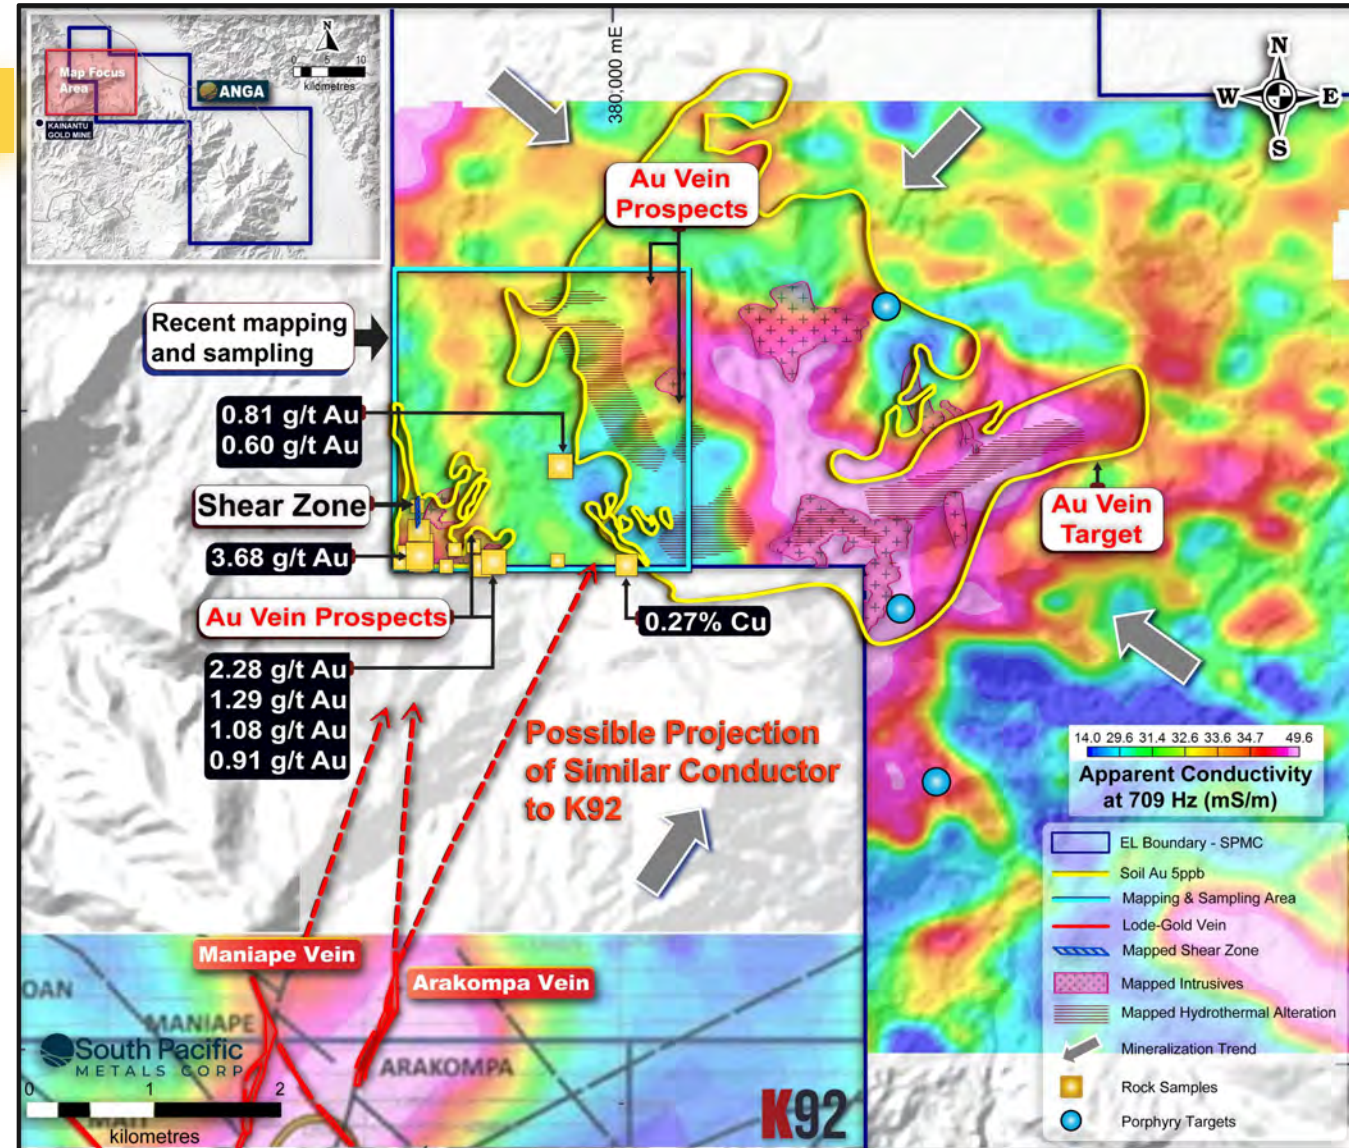 Map Focus
Area
ANGA
KAINANTU
GOLD MINE
N
0 5 10
kilometres
380,000 mE
N
W E
S
Au Vein
Prospects
Recent mapping
and sampling
0.81 g/t Au
0.60 g/t Au
Shear Zone
3.68 g/t Au
Au Vein Prospects
2.28 g/t Au
1.29 g/t Au
1.08 g/t Au
0.91 g/t Au
0.27% Cu
Au Vein
Target
Possible Projection
of Similar Conductor
to K92
14.0 29.6 31.4 32.6 33.6 34.7 49.6
Apparent Conductivity
at 709 Hz (mS/m)
EL Boundary - SPMC
Soil Au 5ppb
Mapping & Sampling Area
Lode-Gold Vein
Mapped Shear Zone
Mapped Intrusives
Mapped Hydrothermal Alteration
Mineralization Trend
Rock Samples
Porphyry Targets
Maniape Vein
Arakompa Vein
OAN
MANIAPE
ARAKOMPA
South Pacific
METALS CORP
0 1 2
kilometres
K92